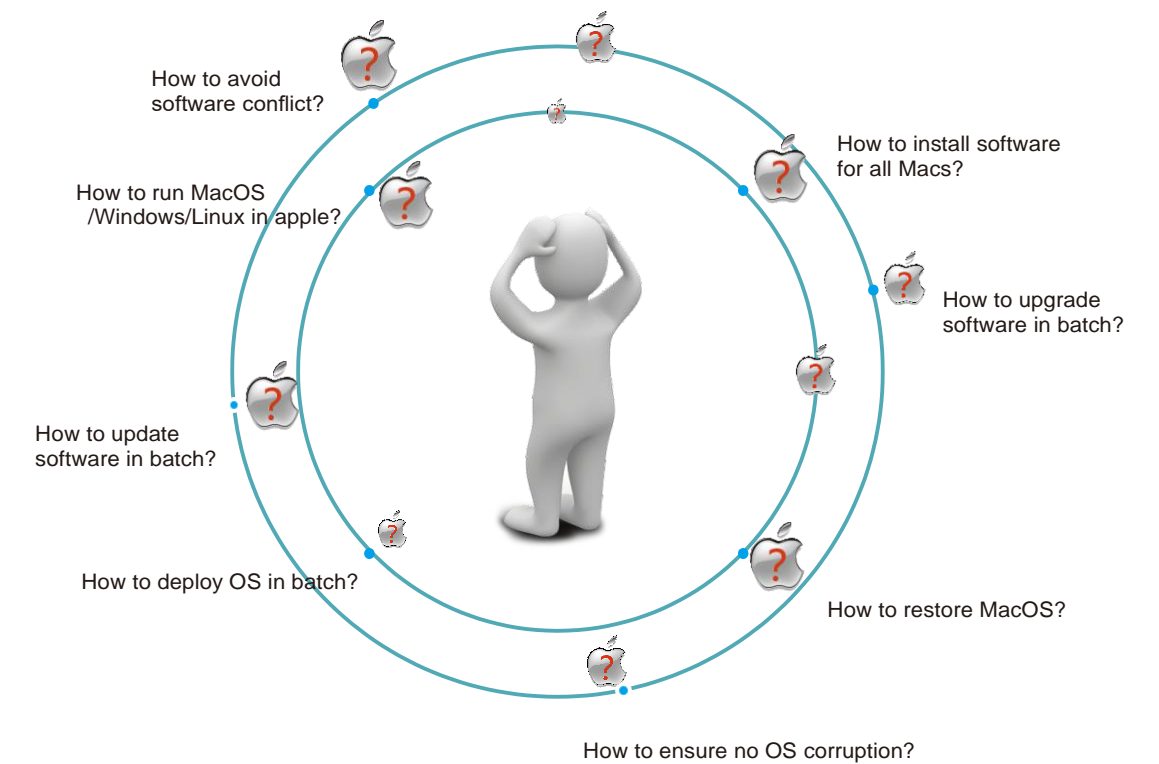 How to avoid
software conflict?
How to install software
for all Macs?
How to run MacOS
/Windows/Linux in apple?
How to upgrade
software in batch?
How to update
software in batch?
How to deploy OS in batch?
How to restore MacOS?
How to ensure no OS corruption?
?
?
?
?
?
?
?
?
?
?
?